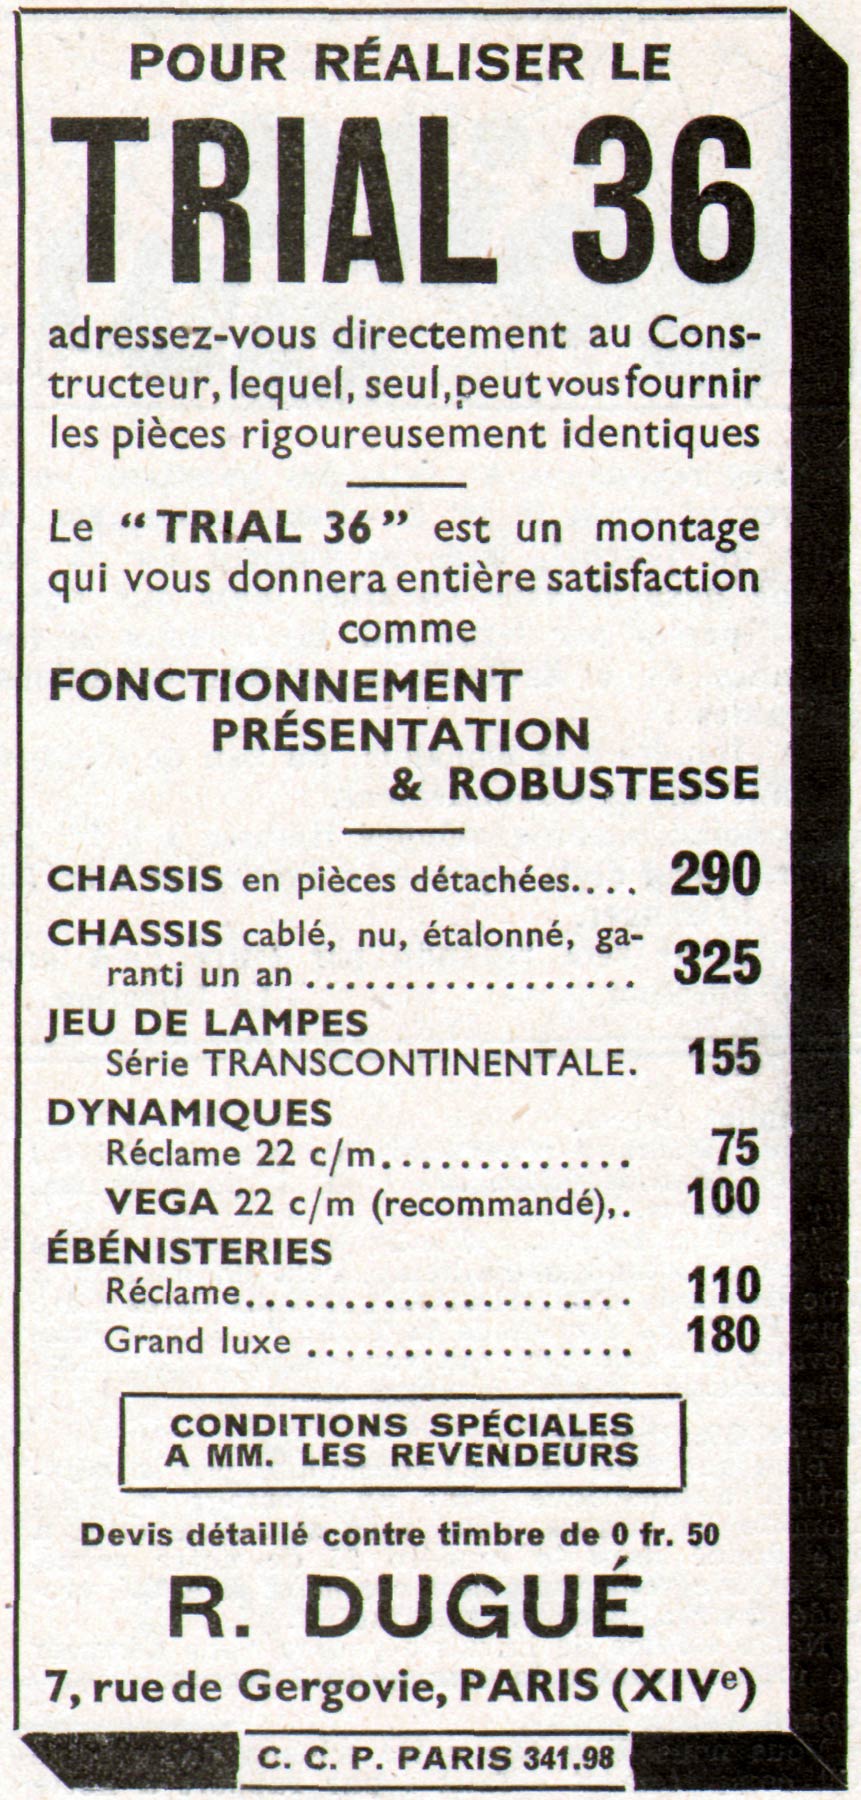 POUR RÉALISER LE
TRIAL 36
adressez-vous directement au Cons-
tructeur, lequel, seul, peut vous fournir
les pièces rigoureusement identiques
Le “TRIAL 36” est un montage
qui vous donnera entière satisfaction
comme
FONCTIONNEMENT
PRÉSENTATION
& ROBUSTESSE
CHASSIS en pièces détachées.... 290
CHASSIS cablé, nu, étalonné, ga-
ranti un an .................. 325
JEU DE LAMPES
Série TRANSCONTINENTALE. 155
DYNAMIQUES
Réclame 22 c/m.............. 75
VEGA 22 c/m (recommandé),. 100
ÉBÉNISTERIES
Réclame..................... 110
Grand luxe .................. 180
CONDITIONS SPÉCIALES
A MM. LES REVENDEURS
Devis détaillé contre timbre de 0 fr. 50
R. DUGUÉ
7, rue de Gergovie, PARIS (XIVe)
C. C. P. PARIS 341.98